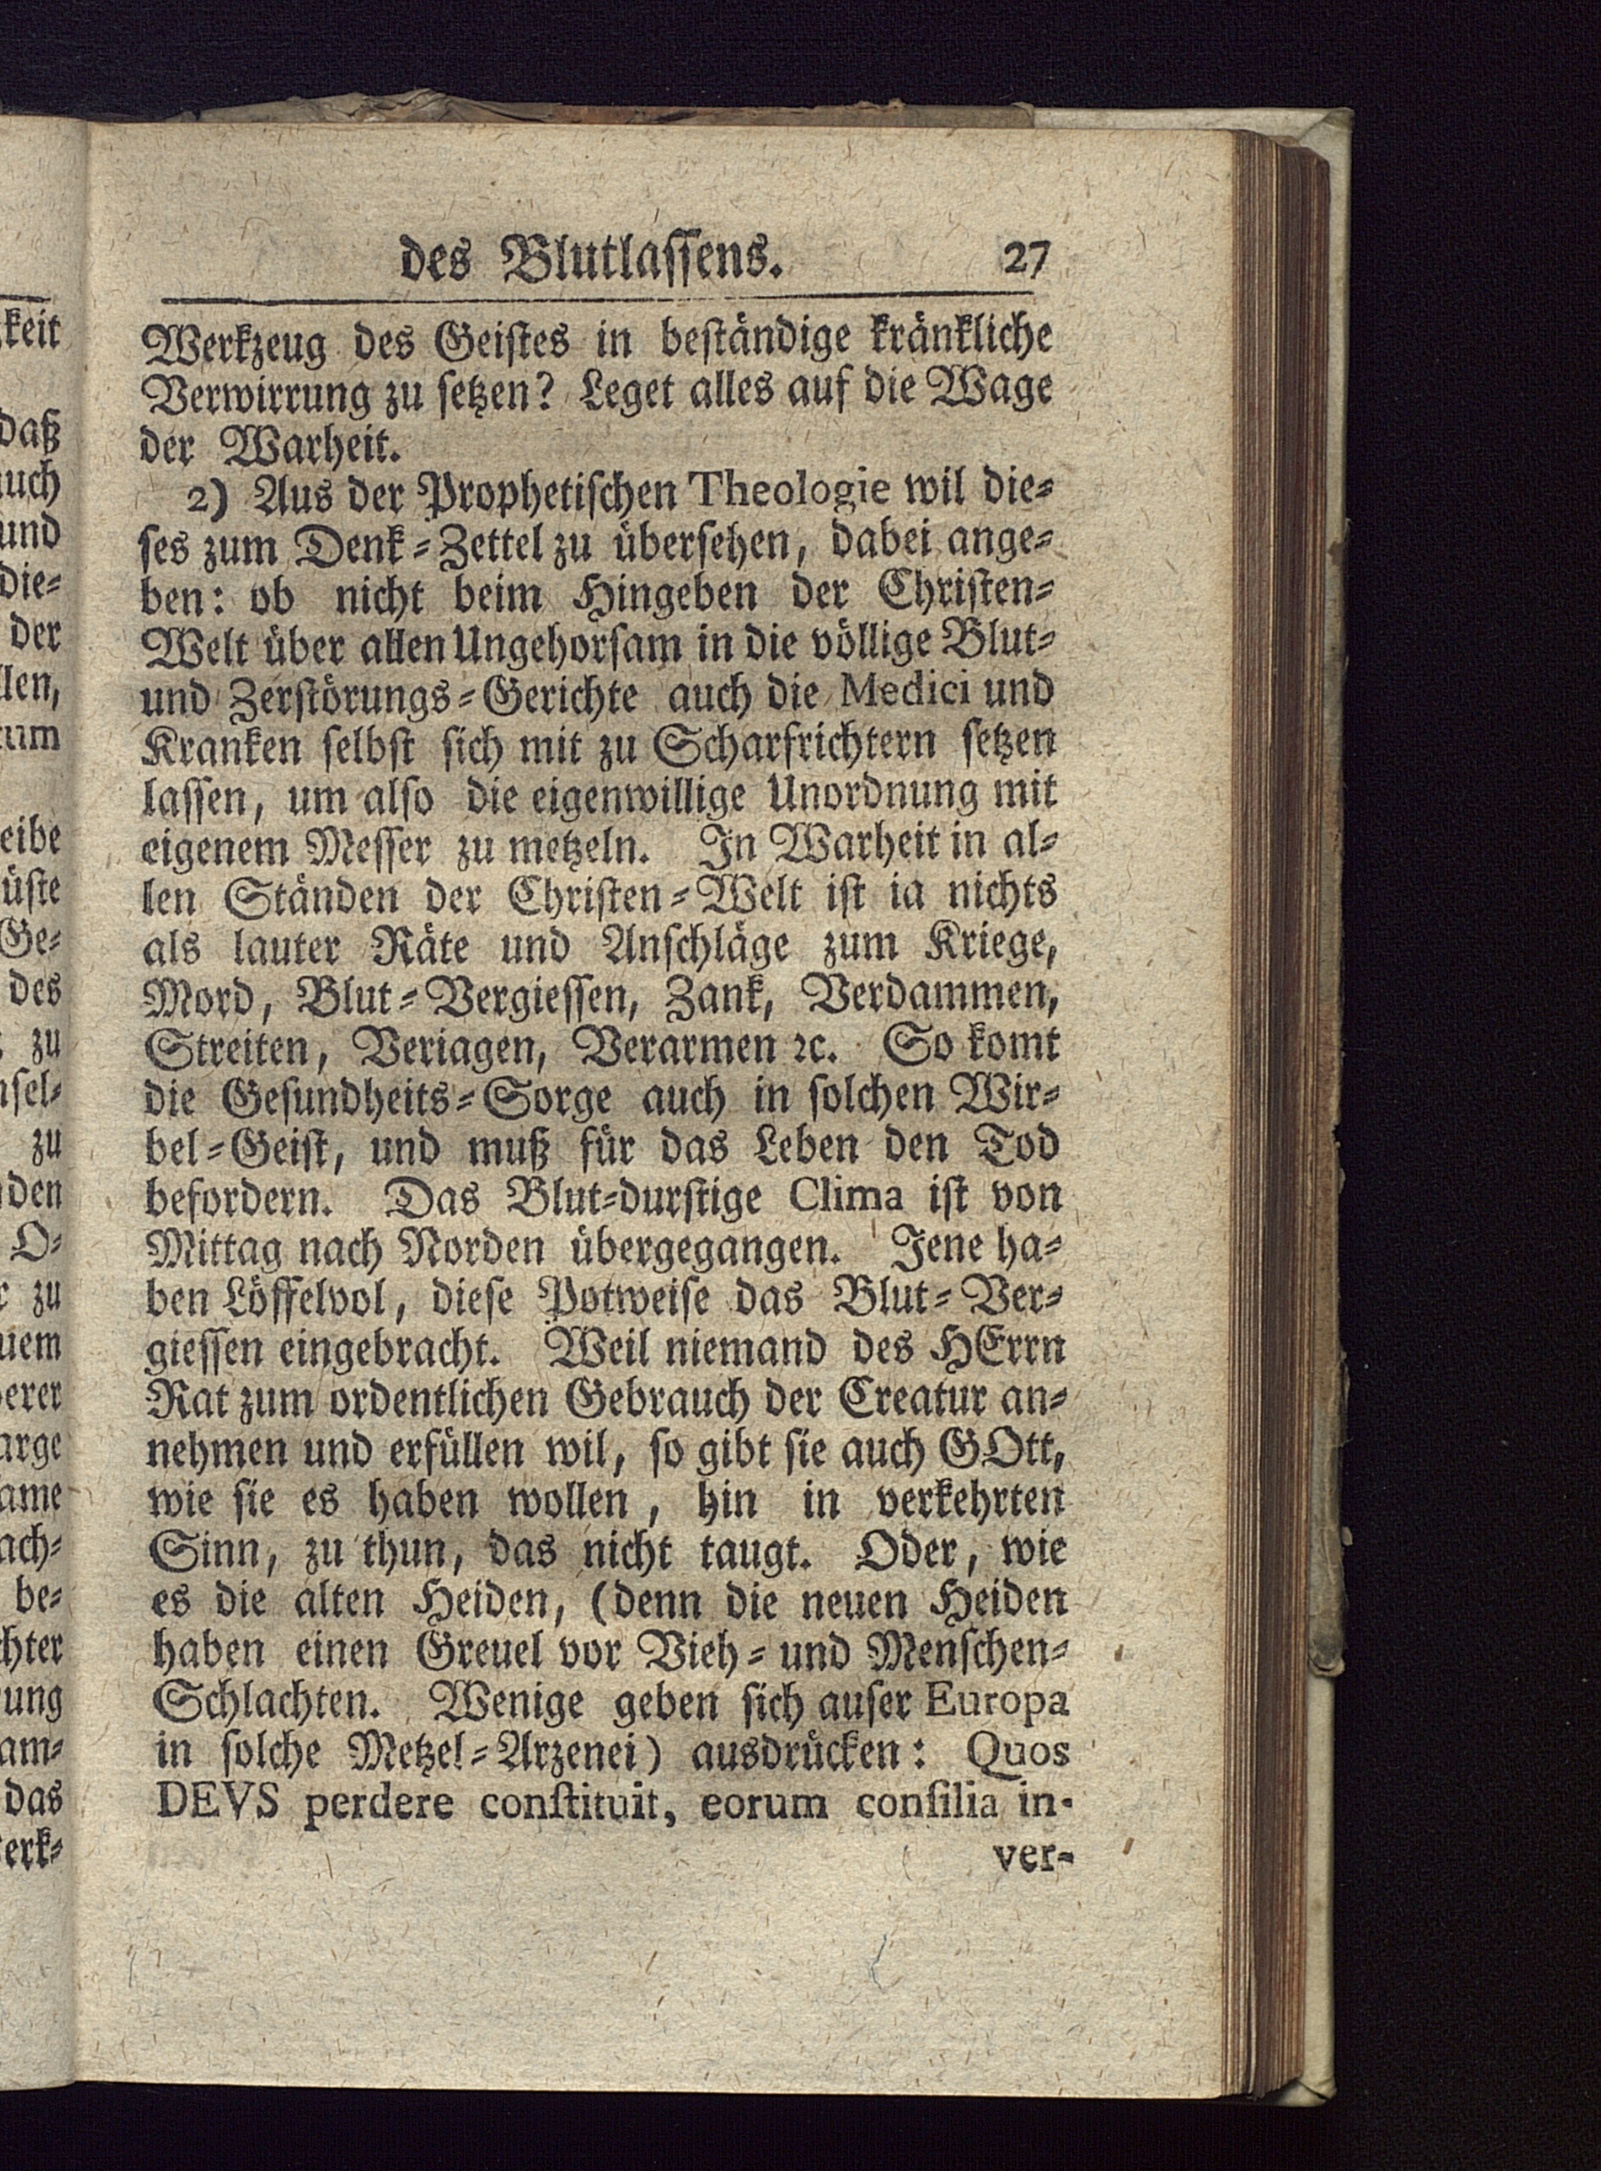 des Blutlassens. 27
Werkzeug des Geistes in beständige kränkliche
Verwirrung zu setzen? Leget alles auf die Wage
der Warheit.
2) Aus der Prophetischen Theologie wil die-
ses zum Denk-Zettel zu übersehen, dabei ange-
ben: ob nicht beim Hingeben der Christen-
Welt über allen Ungehorsam in die völlige Blut-
und Zerstörungs-Gerichte auch die Medici und
Kranken selbst sich mit zu Scharfrichtern setzen
lassen, um also die eigenwillige Unordnung mit
eigenem Messer zu metzeln. In Warheit in al-
len Ständen der Christen-Welt ist ia nichts
als lauter Räte und Anschläge zum Kriege,
Mord, Blut-Vergiessen, Zank, Verdammen,
Streiten, Veriagen, Verarmen ꝛc. So komt
die Gesundheits-Sorge auch in solchen Wir-
bel-Geist, und muß für das Leben den Tod
befordern. Das Blut-durstige Clima ist von
Mittag nach Norden übergegangen. Jene ha-
ben Löffelvol, diese Potweise das Blut-Ver-
giessen eingebracht. Weil niemand des HErrn
Rat zum ordentlichen Gebrauch der Creatur an-
nehmen und erfüllen wil, so gibt sie auch GOtt,
wie sie es haben wollen, hin in verkehrten
Sinn, zu thun, das nicht taugt. Oder, wie
es die alten Heiden, (denn die neuen Heiden
haben einen Greuel vor Vieh- und Menschen-
Schlachten. Wenige geben sich auser Europa
in solche Metzel-Arzenei) ausdrücken: Quos
DEVS perdere constituit, eorum consilia in-
ver-